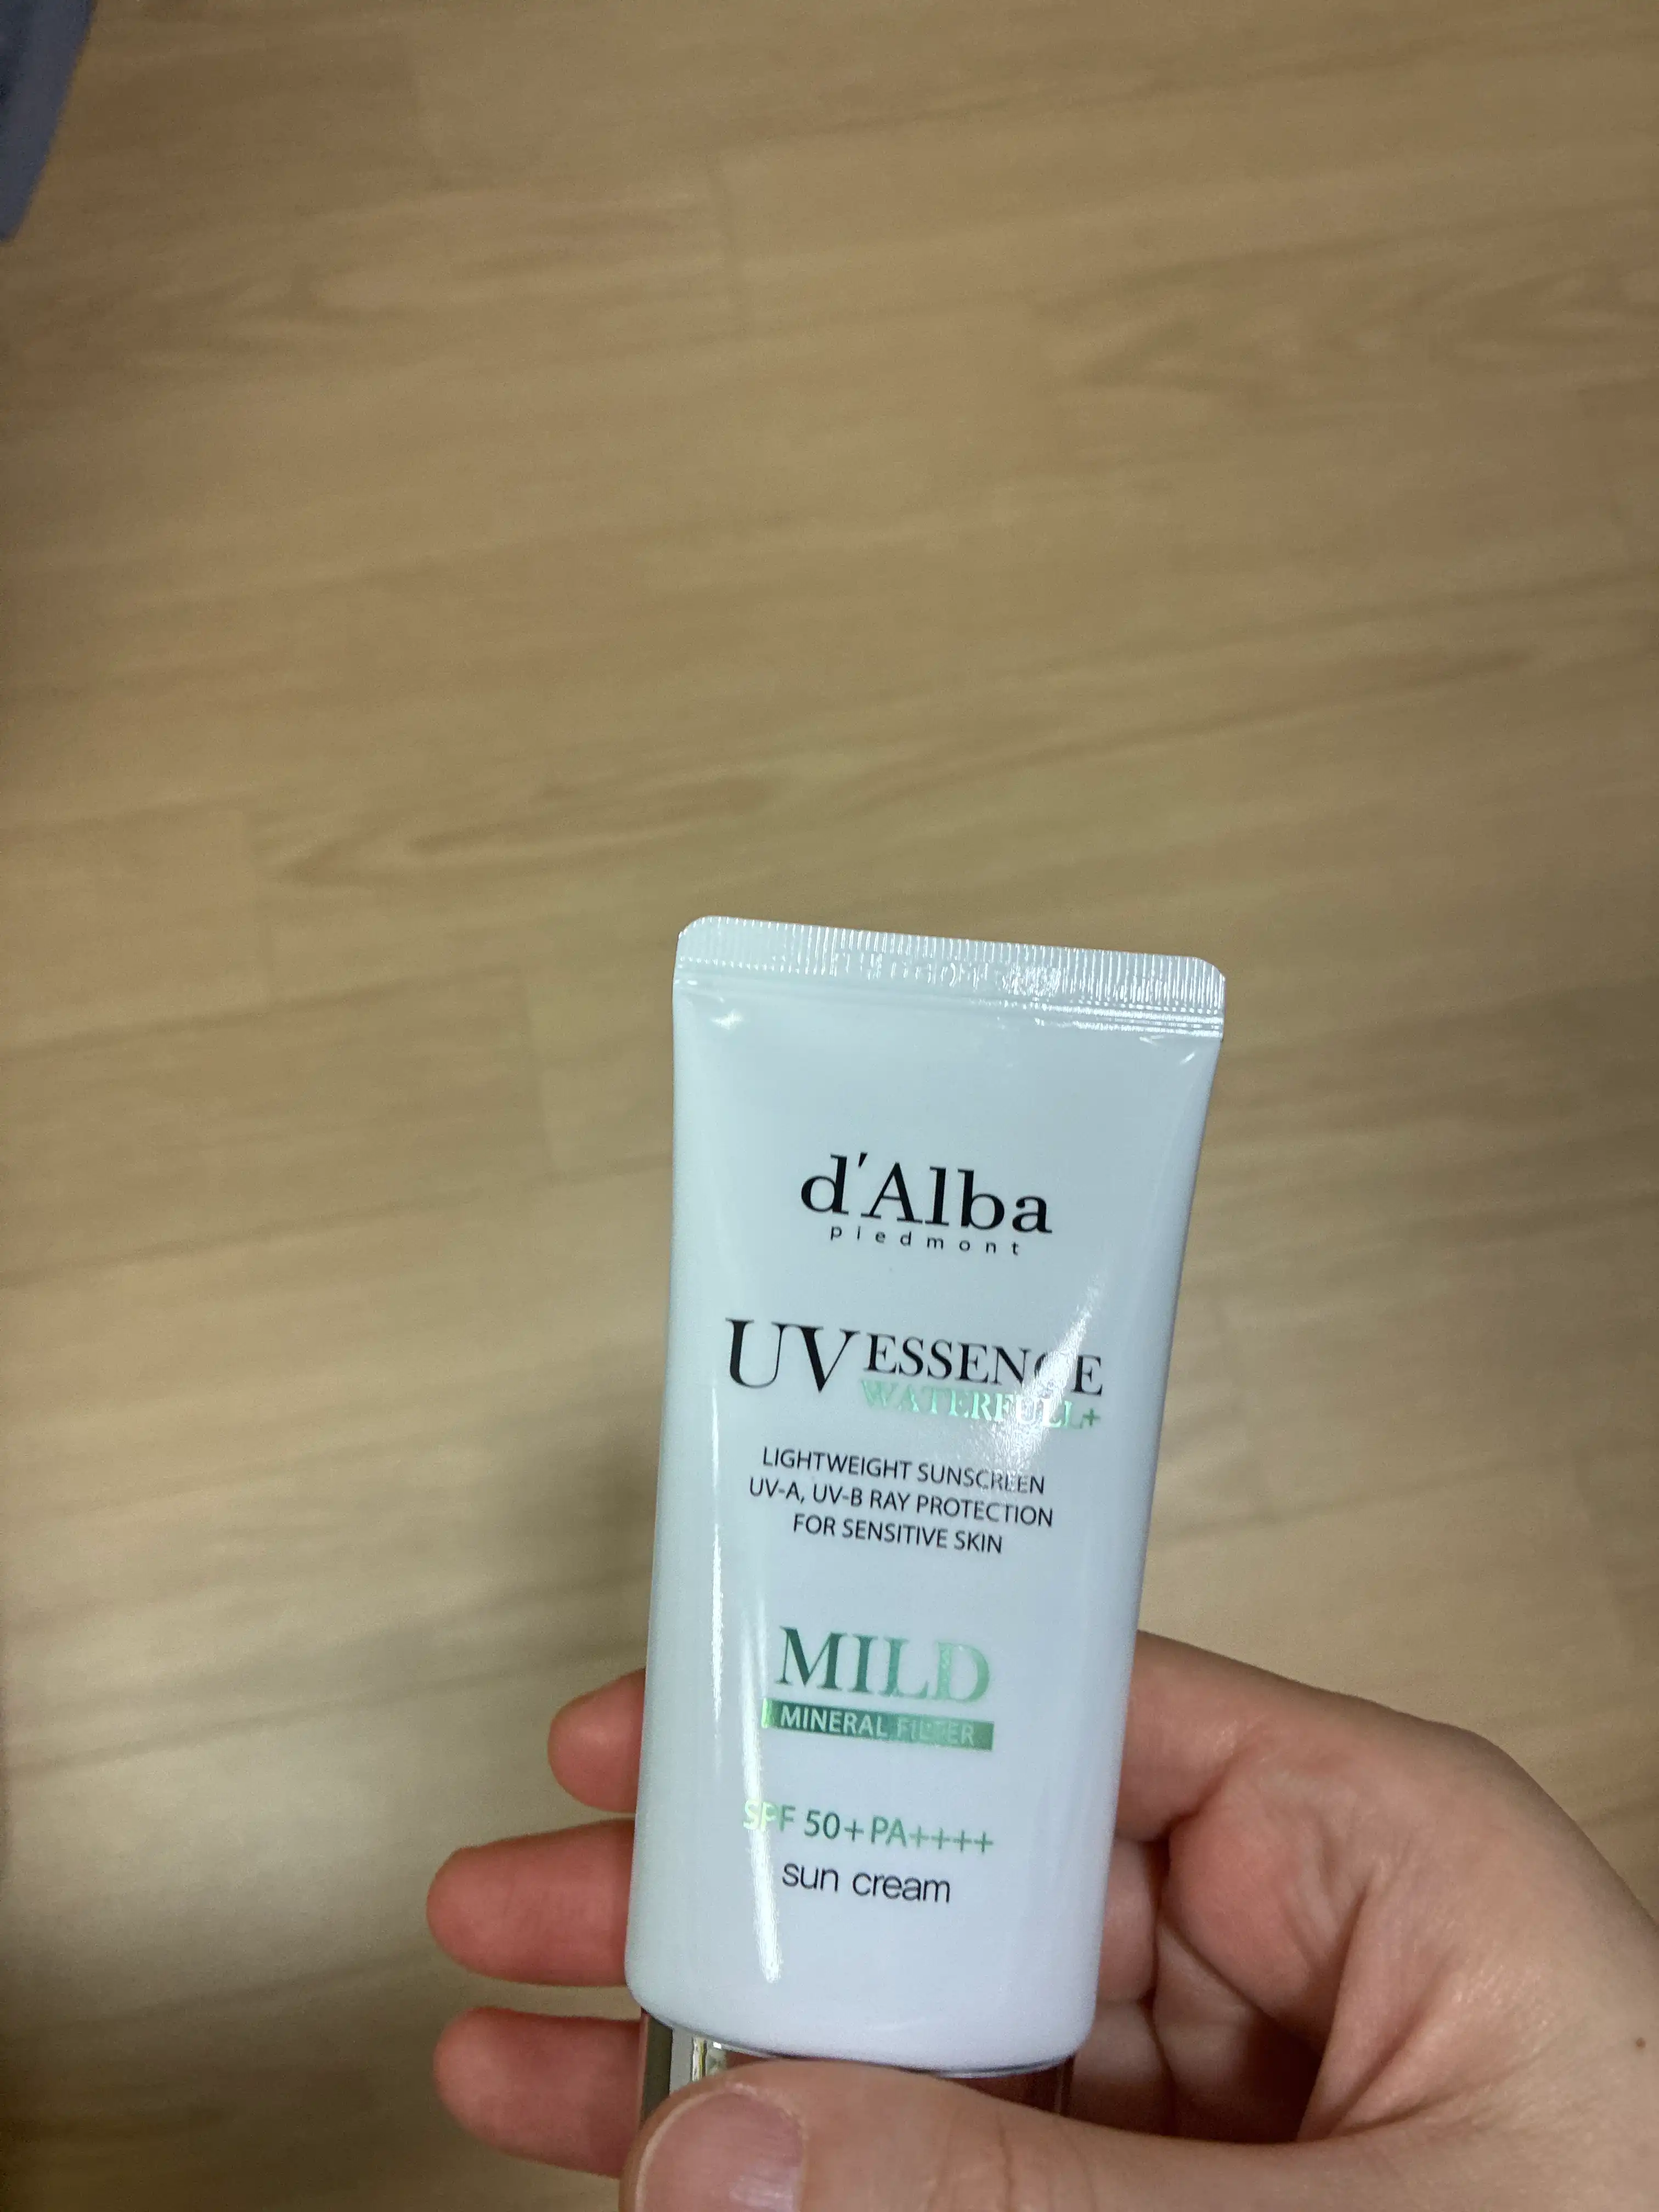 d'Alba
piedmont
UV ESSENCE
WATERFULL+
LIGHTWEIGHT SUNSCREEN
UV-A, UV-B RAY PROTECTION
FOR SENSITIVE SKIN
MILD
MINERAL FILTER
SPF 50+ PA++++
sun cream